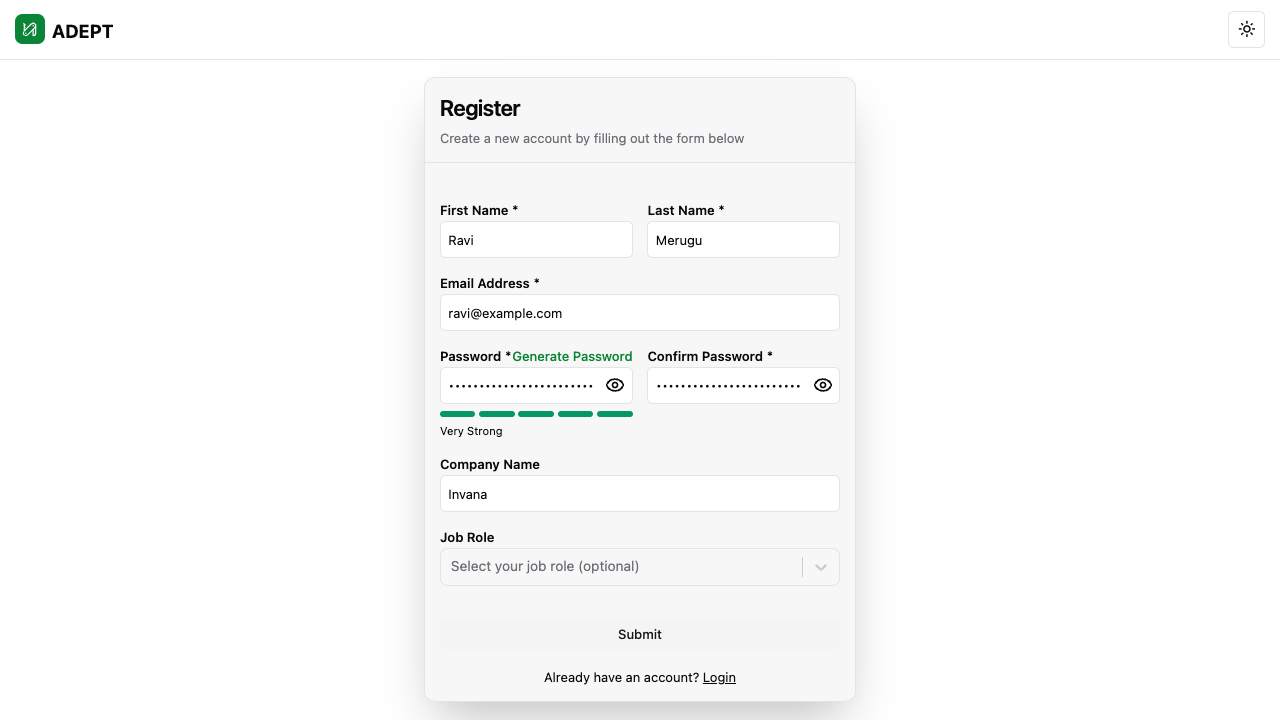 ADEPT
Register
Create a new account by filling out the form below
First Name * Last Name *
Ravi Merugu
Email Address *
ravi@example.com
Password * Generate Password Confirm Password *
Very Strong
Company Name
Invana
Job Role
Select your job role (optional)
Submit
Already have an account? Login